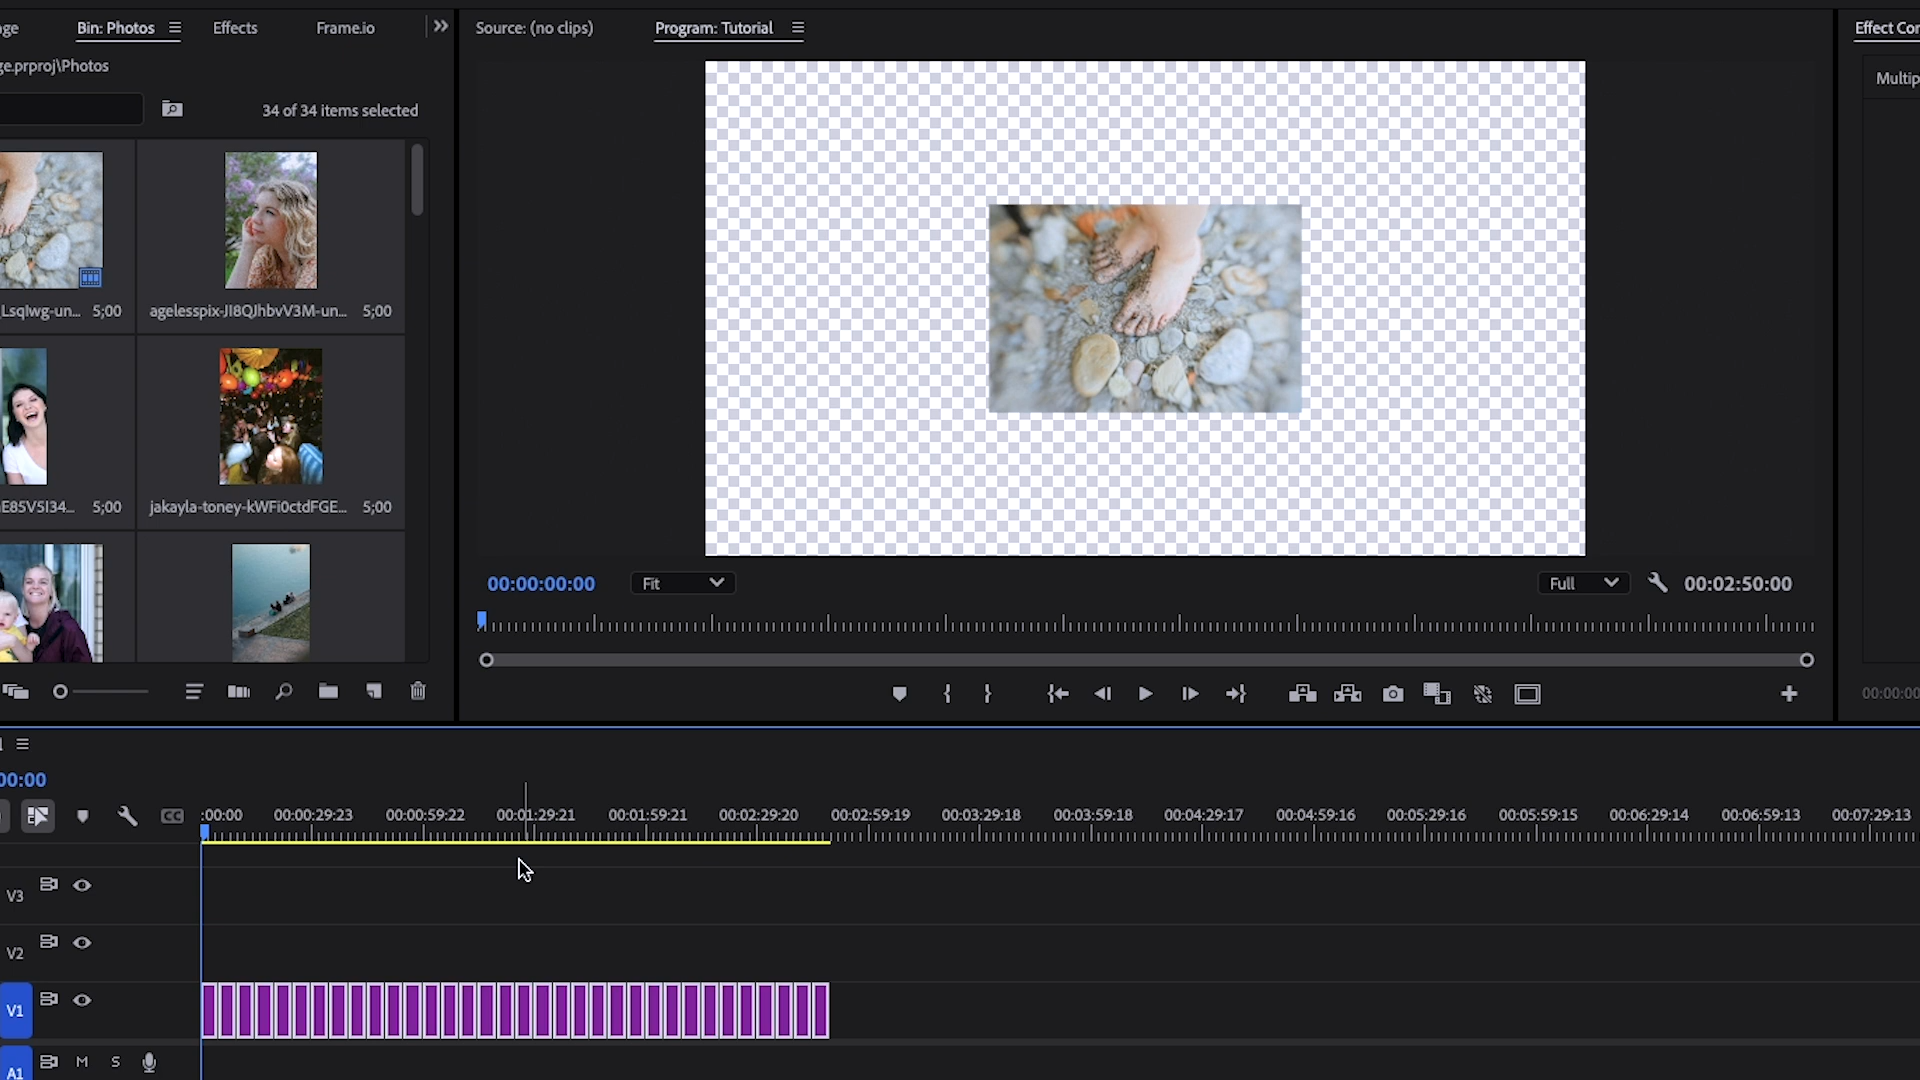 ge
Bin: Photos
Effects
Frame.io
Source: (no clips)
Program: Tutorial
Effect Con
ge.prproj\Photos
Multip
34 of 34 items selected
Lsqlwg-un... 5;00
agelesspix-JI8QJhbvV3M-un... 5;00
E85V5I34... 5;00
jakayla-toney-kWFi0ctdFGE... 5;00
00:00:00:00
Fit
Full
00:02:50:00
00:00:00
00:00
CC
:00:00
00:00:29:23
00:00:59:22
00:01:29:21
00:01:59:21
00:02:29:20
00:02:59:19
00:03:29:18
00:03:59:18
00:04:29:17
00:04:59:16
00:05:29:16
00:05:59:15
00:06:29:14
00:06:59:13
00:07:29:13
V3
V2
V1
A1
M
S